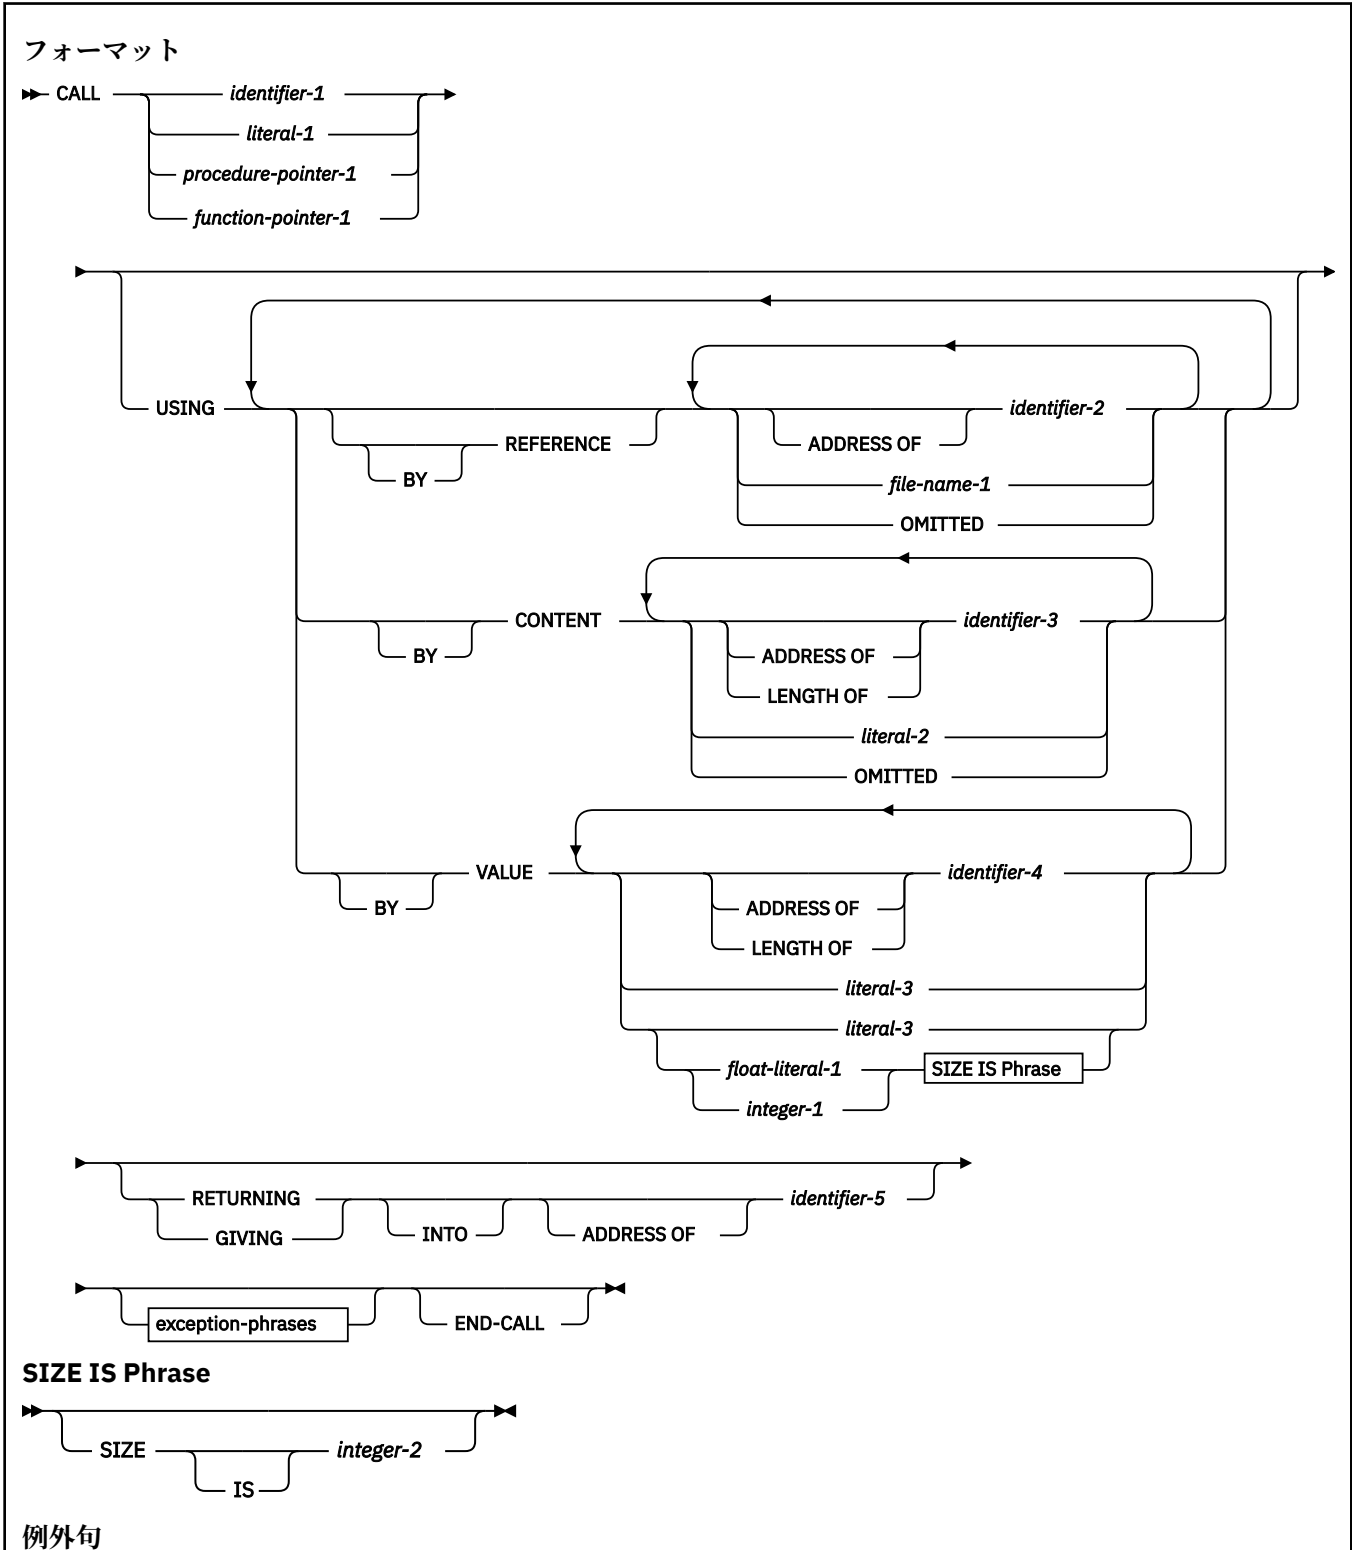 フォーマット
CALL identifier-1
literal-1
procedure-pointer-1
function-pointer-1
USING identifier-2
REFERENCE ADDRESS OF
BY
file-name-1
OMITTED
CONTENT identifier-3
BY ADDRESS OF
LENGTH OF
literal-2
OMITTED
VALUE identifier-4
BY ADDRESS OF
LENGTH OF
literal-3
literal-3
float-literal-1 SIZE IS Phrase
integer-1
RETURNING identifier-5
GIVING INTO ADDRESS OF
exception-phrases END-CALL
SIZE IS Phrase
SIZE integer-2
IS
例外句